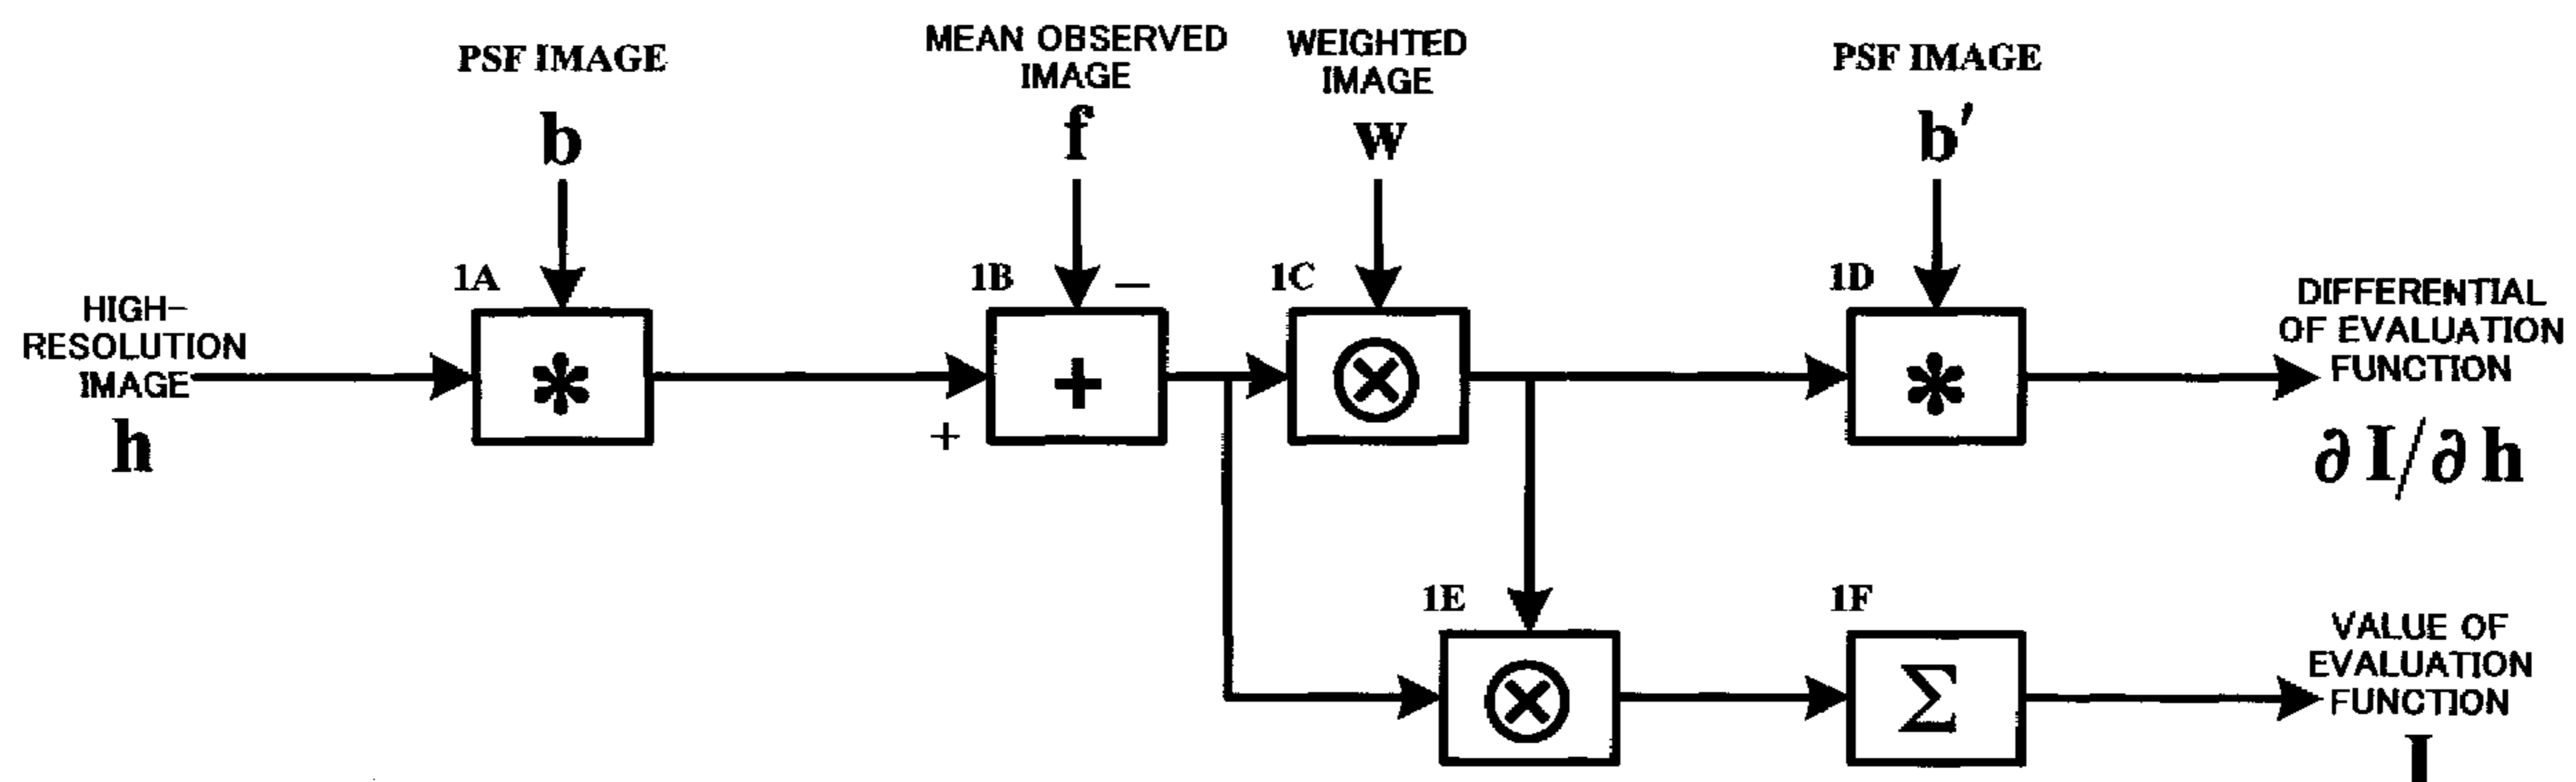 PSF IMAGE
b
MEAN OBSERVED
IMAGE
f
WEIGHTED
IMAGE
w
PSF IMAGE
b′
HIGH-
RESOLUTION
IMAGE
h
1A
*
1B
−
+
+
1C
⊗
1D
*
DIFFERENTIAL
OF EVALUATION
FUNCTION
∂I/∂h
1E
⊗
1F
Σ
VALUE OF
EVALUATION
FUNCTION
I